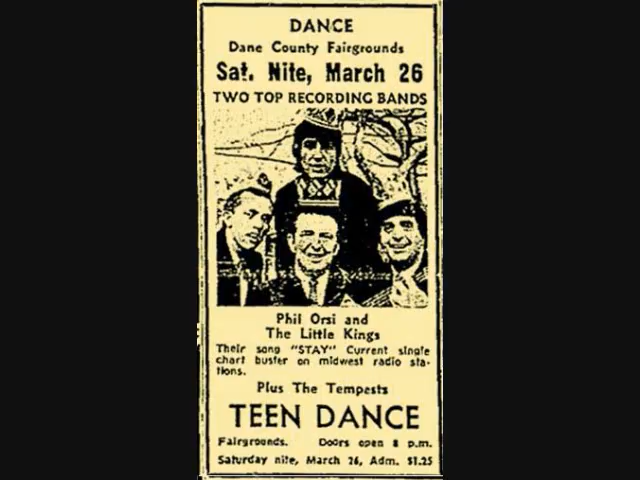 DANCE
Dane County Fairgrounds
Sat. Nite, March 26
TWO TOP RECORDING BANDS
Phil Orsi and
The Little Kings
Their song "STAY" Current single
chart buster on midwest radio sta-
tions.
Plus The Tempests
TEEN DANCE
Fairgrounds. Doors open 8 p.m.
Saturday nite, March 26, Adm. $1.25